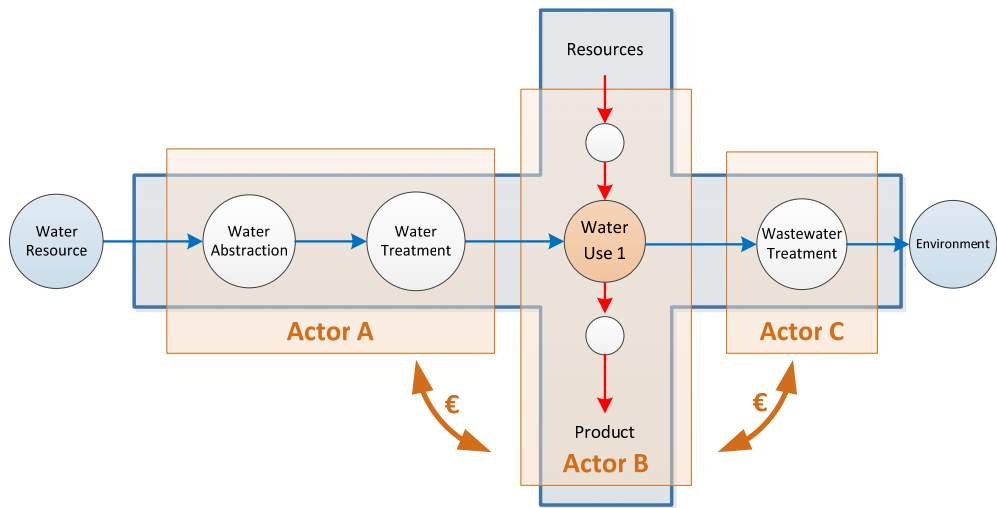 Resources
Water
Resource
Water
Abstraction
Water
Treatment
Water
Use 1
Wastewater
Treatment
Environment
Actor A
Actor C
€
€
Product
Actor B